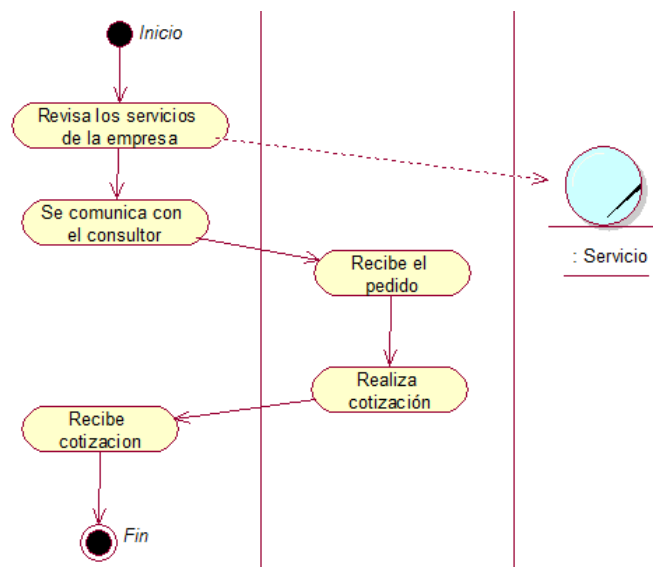 Inicio
Revisa los servicios
de la empresa
Se comunica con
el consultor
Recibe el
pedido
: Servicio
Realiza
cotización
Recibe
cotizacion
Fin